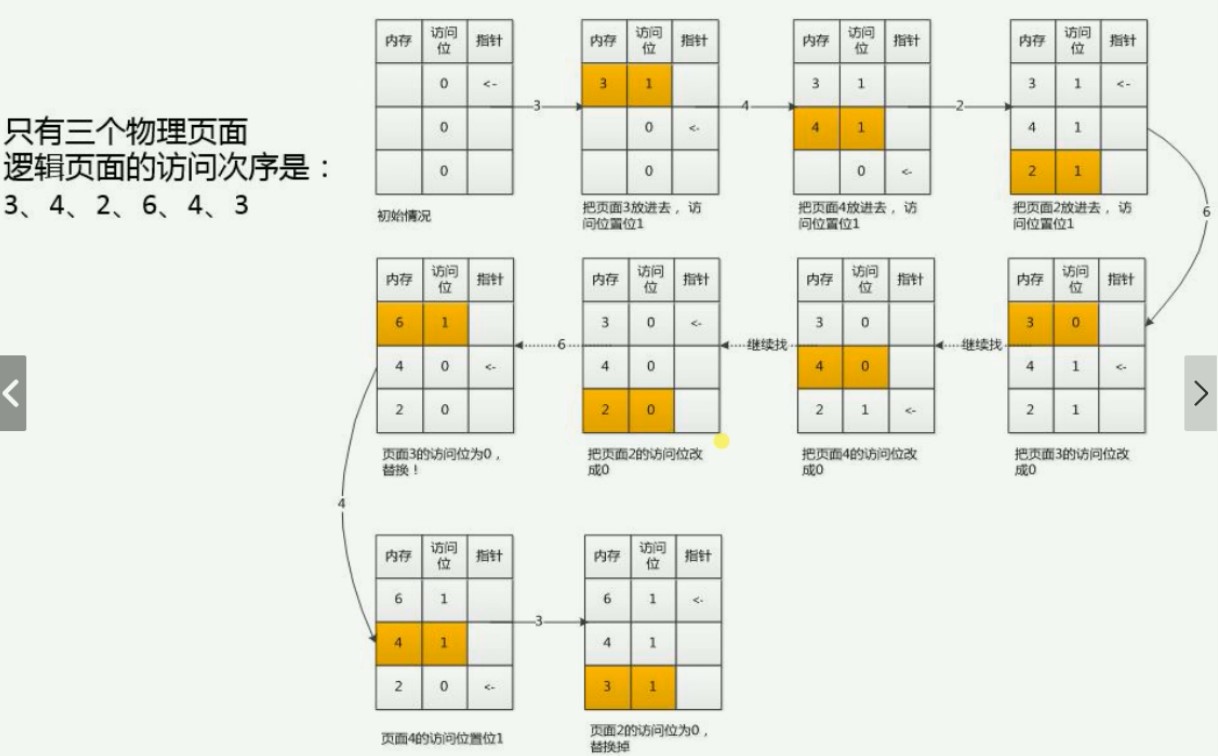 只有三个物理页面
逻辑页面的访问次序是：
3、4、2、6、4、3
内存 访问位 指针
0 <-
0
0
初始情况
3
内存 访问位 指针
3 1
0 <-
0
把页面3放进去，访
问位置位1
4
内存 访问位 指针
3 1
4 1
0 <-
把页面4放进去，访
问位置位1
2
内存 访问位 指针
3 1 <-
4 1
2 1
把页面2放进去，访
问位置位1
6
内存 访问位 指针
3 0
4 1 <-
2 1
把页面3的访问位改
成0
继续找
内存 访问位 指针
3 0
4 0
2 1 <-
把页面4的访问位改
成0
继续找
内存 访问位 指针
3 0 <-
4 0
2 0
把页面2的访问位改
成0
6
内存 访问位 指针
6 1
4 0 <-
2 0
页面3的访问位为0，
替换！
4
内存 访问位 指针
6 1
4 1
2 0 <-
页面4的访问位置位1
3
内存 访问位 指针
6 1 <-
4 1
3 1
页面2的访问位为0，
替换掉